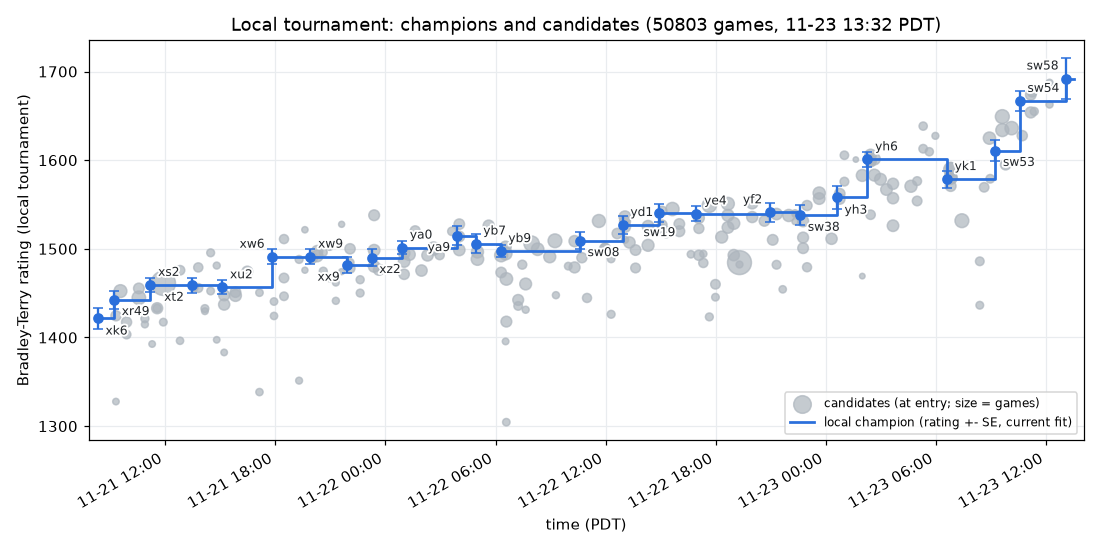 Local tournament: champions and candidates (50803 games, 11-23 13:32 PDT)
Bradley-Terry rating (local tournament)
1700
1600
1500
1400
1300
sw58
sw54
yh6
yk1
sw53
yh3
yd1
ye4
yf2
sw19
sw38
ya0
yb7
ya9
yb9
sw08
xw6
xw9
xs2
xu2
xx9
xz2
xt2
xr49
xk6
candidates (at entry; size = games)
local champion (rating +- SE, current fit)
11-21 12:00
11-21 18:00
11-22 00:00
11-22 06:00
11-22 12:00
11-22 18:00
11-23 00:00
11-23 06:00
11-23 12:00
time (PDT)